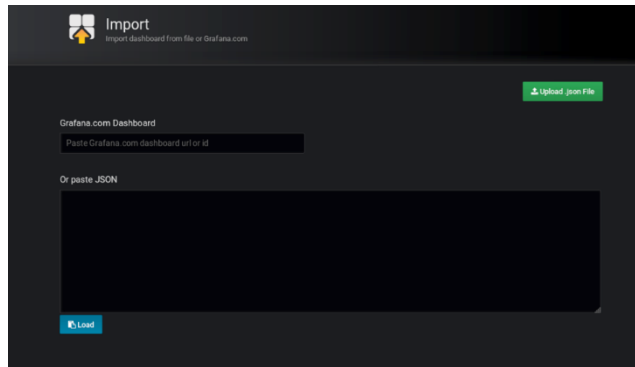 Import
Import dashboard from file or Grafana.com
Upload .json File
Grafana.com Dashboard
Paste Grafana.com dashboard url or id
Or paste JSON
Load